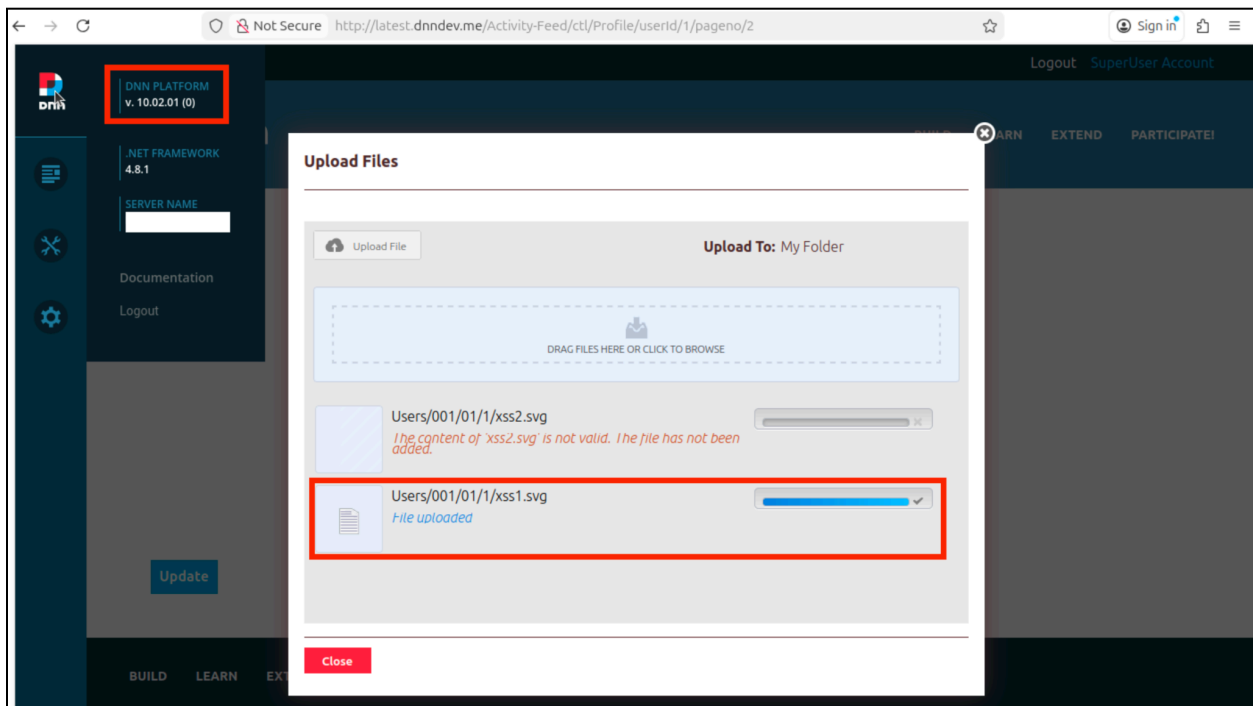 Not Secure http://latest.dnndev.me/Activity-Feed/ctl/Profile/userId/1/pageno/2
Sign in
Logout SuperUser Account
dnn
DNN PLATFORM
v. 10.02.01 (0)
.NET FRAMEWORK
4.8.1
SERVER NAME
Documentation
Logout
EXTEND PARTICIPATE!
Upload Files
Upload File
Upload To: My Folder
DRAG FILES HERE OR CLICK TO BROWSE
Users/001/01/1/xss2.svg
The content of 'xss2.svg' is not valid. The file has not been
added.
Users/001/01/1/xss1.svg
File uploaded
Update
Close
BUILD LEARN EXT